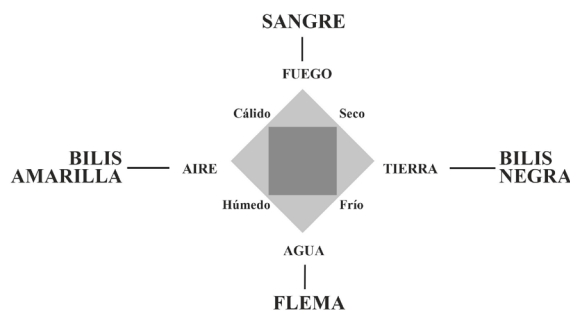 SANGRE
FUEGO
Cálido
Seco
BILIS
AMARILLA
AIRE
TIERRA
BILIS
NEGRA
Húmedo
Frío
AGUA
FLEMA